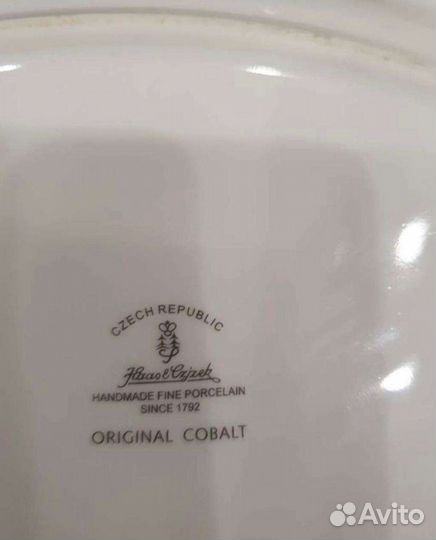 CZECH REPUBLIC
Haas & Czjzek
HANDMADE FINE PORCELAIN
SINCE 1792
ORIGINAL COBALT
Avito